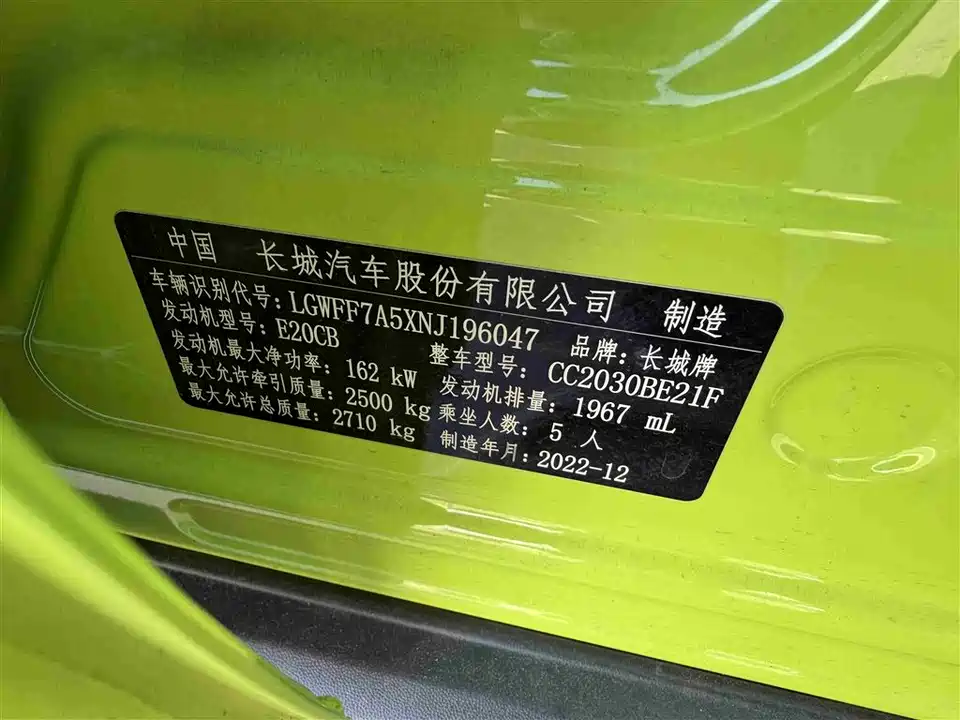 中国 长城汽车股份有限公司 制造
车辆识别代号: LGWFF7A5XNJ196047 品牌: 长城牌
发动机型号: E20CB 整车型号: CC2030BE21F
发动机最大净功率: 162 kW 发动机排量: 1967 mL
最大允许牵引质量: 2500 kg 乘坐人数: 5 人
最大允许总质量: 2710 kg 制造年月: 2022-12